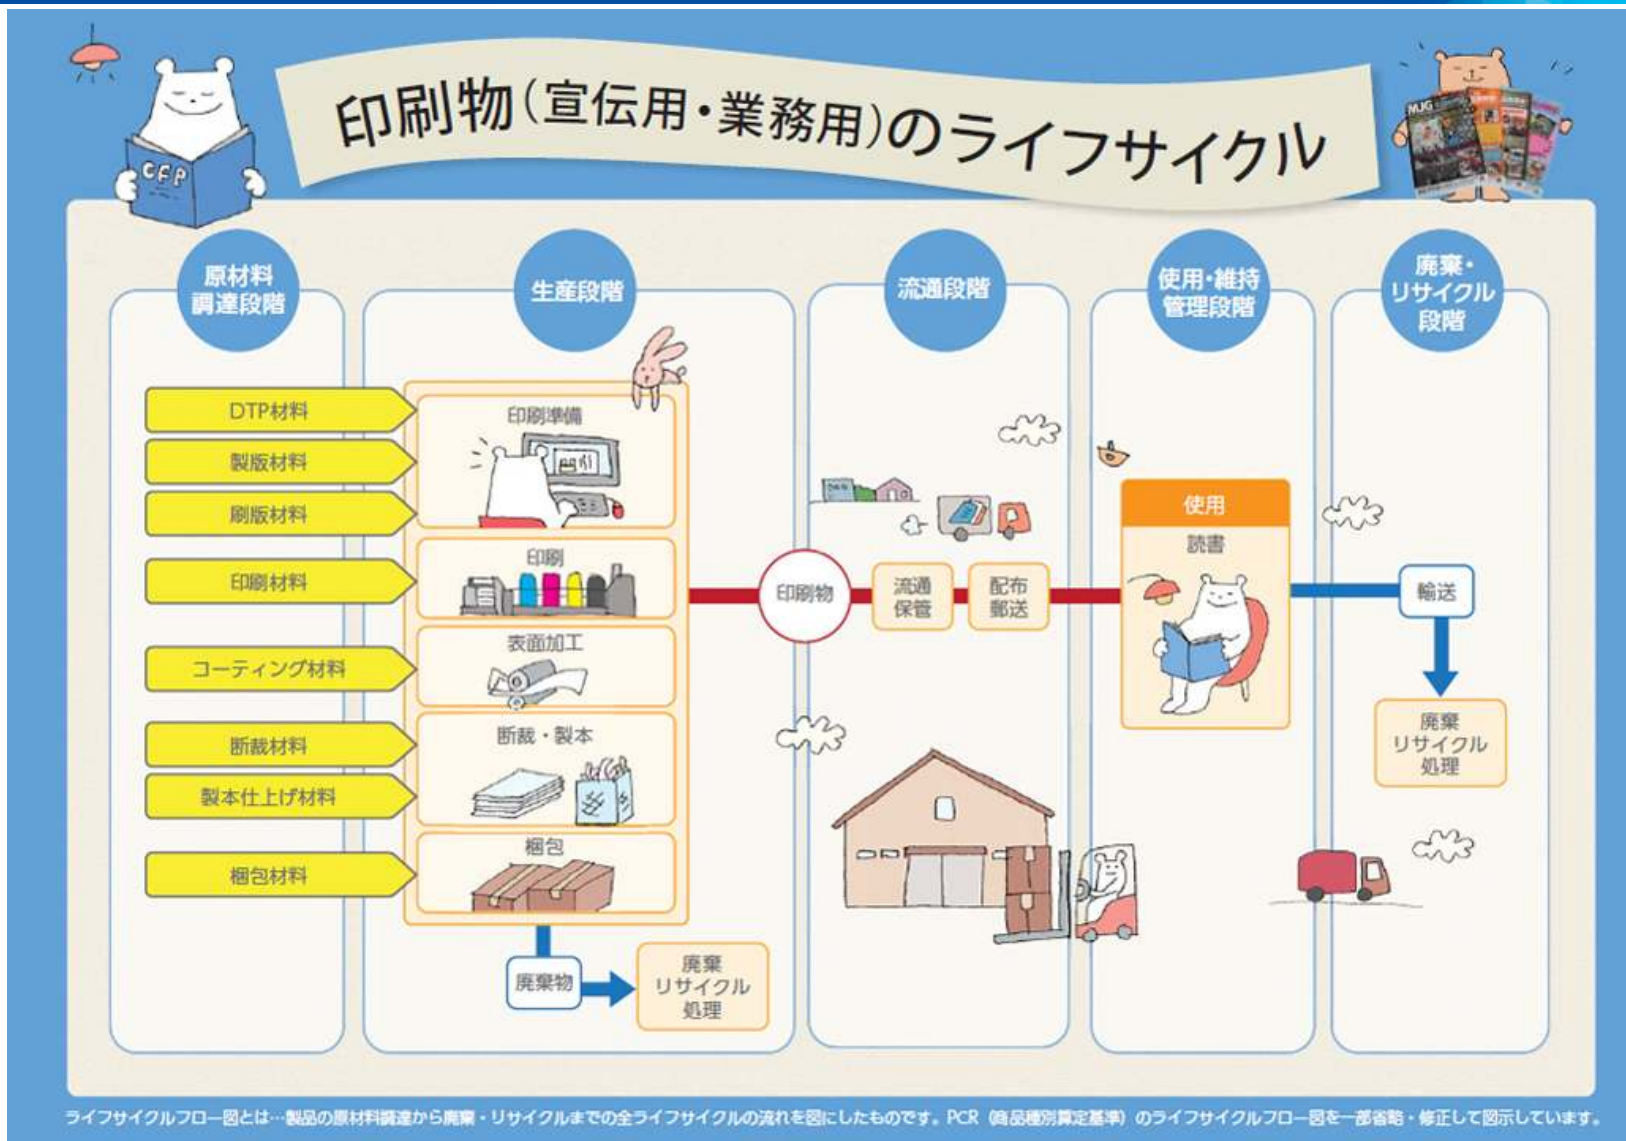 印刷物(宣伝用・業務用)のライフサイクル
CFP
MJG
原材料
調達段階
生産段階
流通段階
使用・維持
管理段階
廃棄・
リサイクル
段階
DTP材料
製版材料
刷版材料
印刷材料
コーティング材料
断裁材料
製本仕上げ材料
梱包材料
印刷準備
印刷
表面加工
断裁・製本
梱包
廃棄物
廃棄
リサイクル
処理
印刷物
流通
保管
配布
郵送
使用
読書
輸送
廃棄
リサイクル
処理
ライフサイクルフロー図とは…製品の原材料調達から廃棄・リサイクルまでの全ライフサイクルの流れを図にしたものです。PCR(商品種別算定基準)のライフサイクルフロー図を一部省略・修正して図示しています。